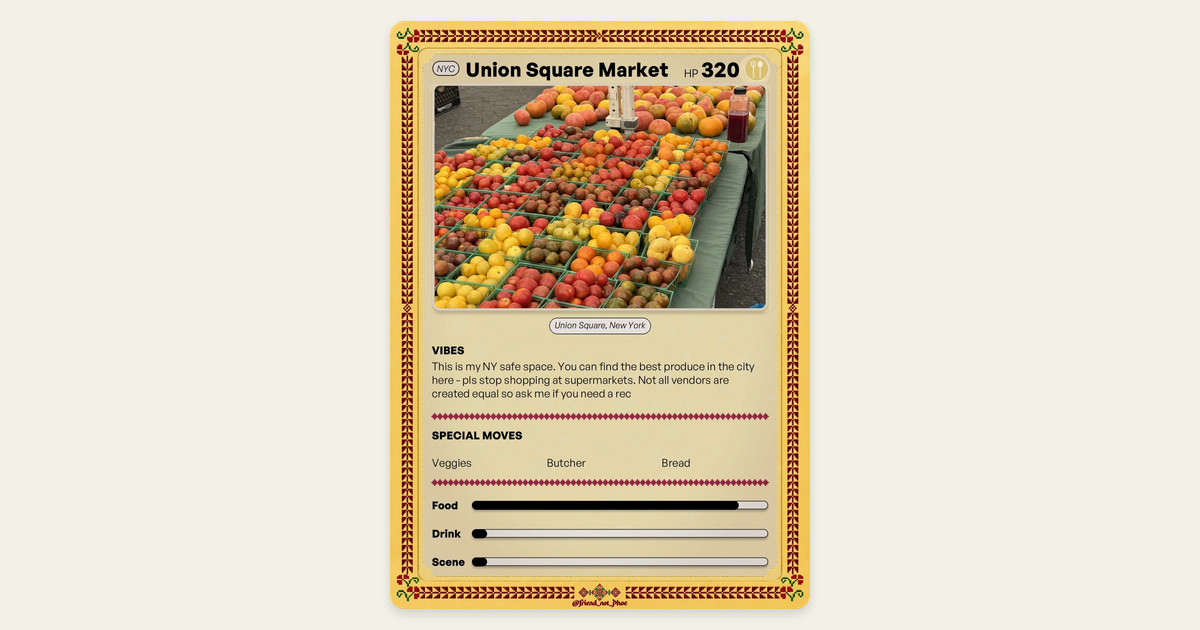 NYC Union Square Market HP 320
Union Square, New York
VIBES
This is my NY safe space. You can find the best produce in the city
here - pls stop shopping at supermarkets. Not all vendors are
created equal so ask me if you need a rec
SPECIAL MOVES
Veggies Butcher Bread
Food
Drink
Scene
@friend_not_phoe